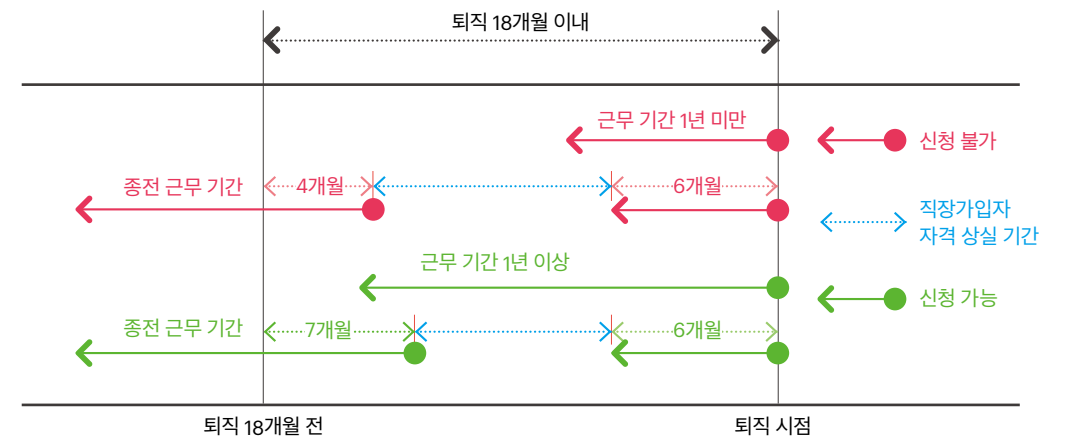 퇴직 18개월 이내
근무 기간 1년 미만
신청 불가
종전 근무 기간
4개월
6개월
직장가입자
자격 상실 기간
근무 기간 1년 이상
신청 가능
종전 근무 기간
7개월
6개월
퇴직 18개월 전
퇴직 시점